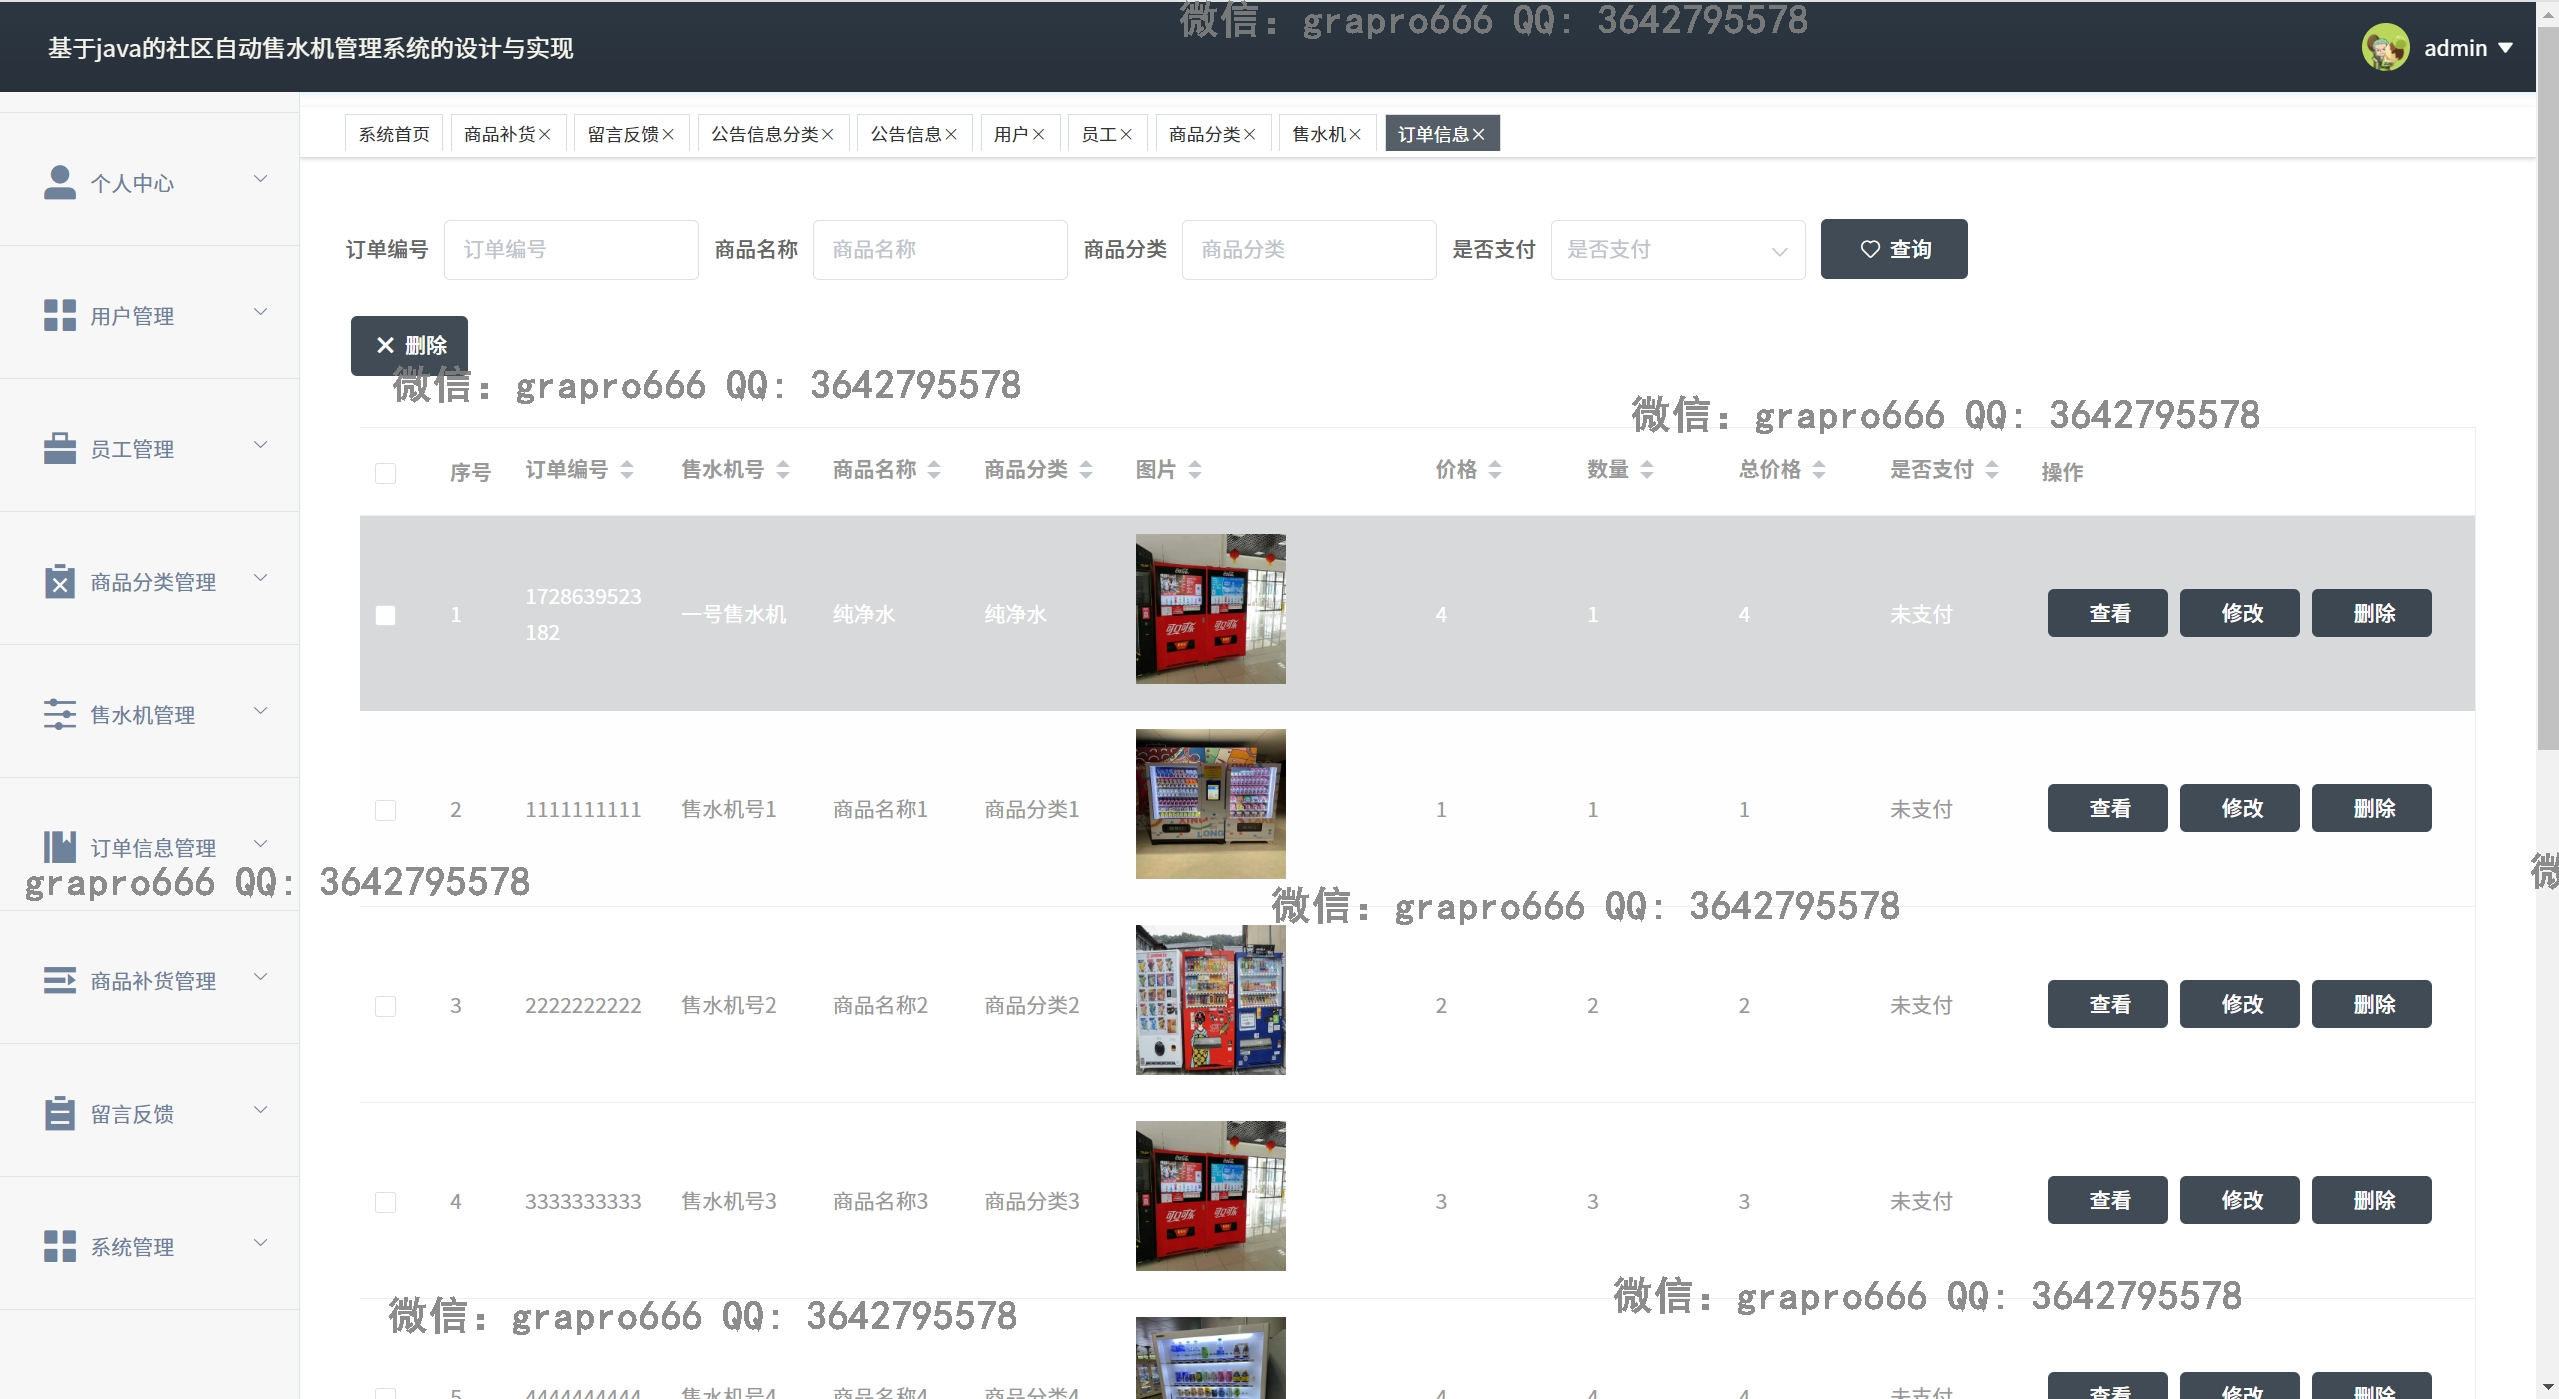 微信: grapro666 QQ: 3642795578
基于java的社区自动售水机管理系统的设计与实现
admin
系统首页 商品补货 留言反馈 公告信息分类 公告信息 用户 员工 商品分类 售水机 订单信息
个人中心
用户管理
员工管理
商品分类管理
售水机管理
订单信息管理
grapro666 QQ: 3642795578
商品补货管理
留言反馈
系统管理
订单编号 订单编号 商品名称 商品名称 商品分类 商品分类 是否支付 是否支付 查询
删除
微信: grapro666 QQ: 3642795578
微信: grapro666 QQ: 3642795578
序号 订单编号 售水机号 商品名称 商品分类 图片 价格 数量 总价格 是否支付 操作
1 1728639523182 一号售水机 纯净水 纯净水 4 1 4 未支付 查看 修改 删除
2 1111111111 售水机号1 商品名称1 商品分类1 1 1 1 未支付 查看 修改 删除
微
微信: grapro666 QQ: 3642795578
3 2222222222 售水机号2 商品名称2 商品分类2 2 2 2 未支付 查看 修改 删除
4 3333333333 售水机号3 商品名称3 商品分类3 3 3 3 未支付 查看 修改 删除
微信: grapro666 QQ: 3642795578
微信: grapro666 QQ: 3642795578
5 4444444444 售水机号4 商品名称4 商品分类4 4 4 4 未支付 查看 修改 删除